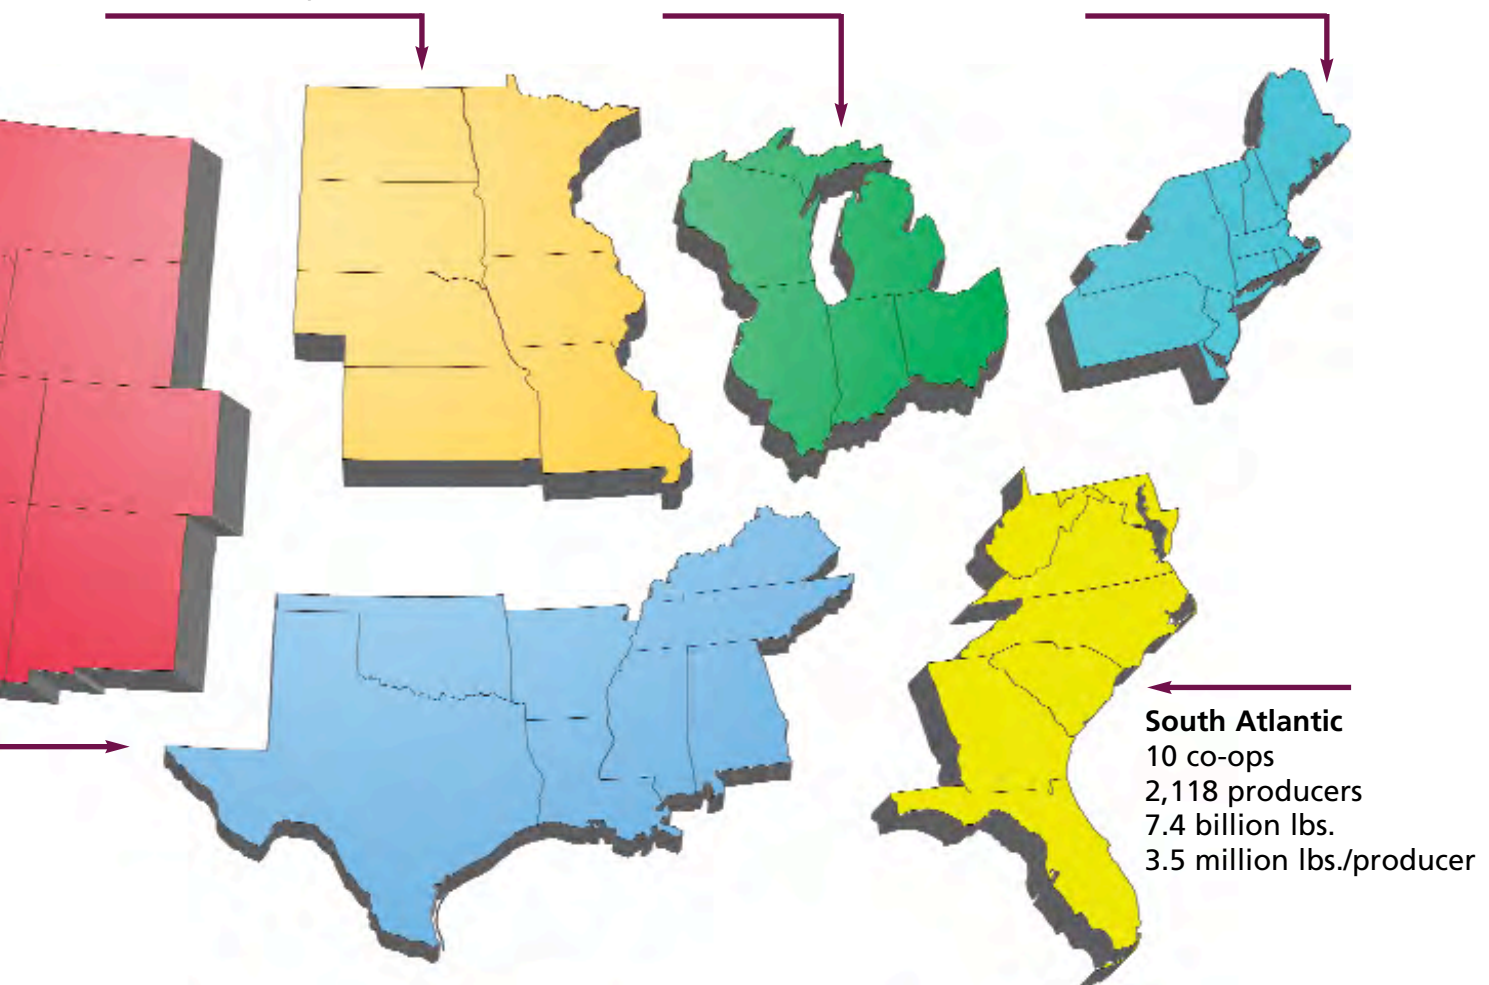 South Atlantic
10 co-ops
2,118 producers
7.4 billion lbs.
3.5 million lbs./producer